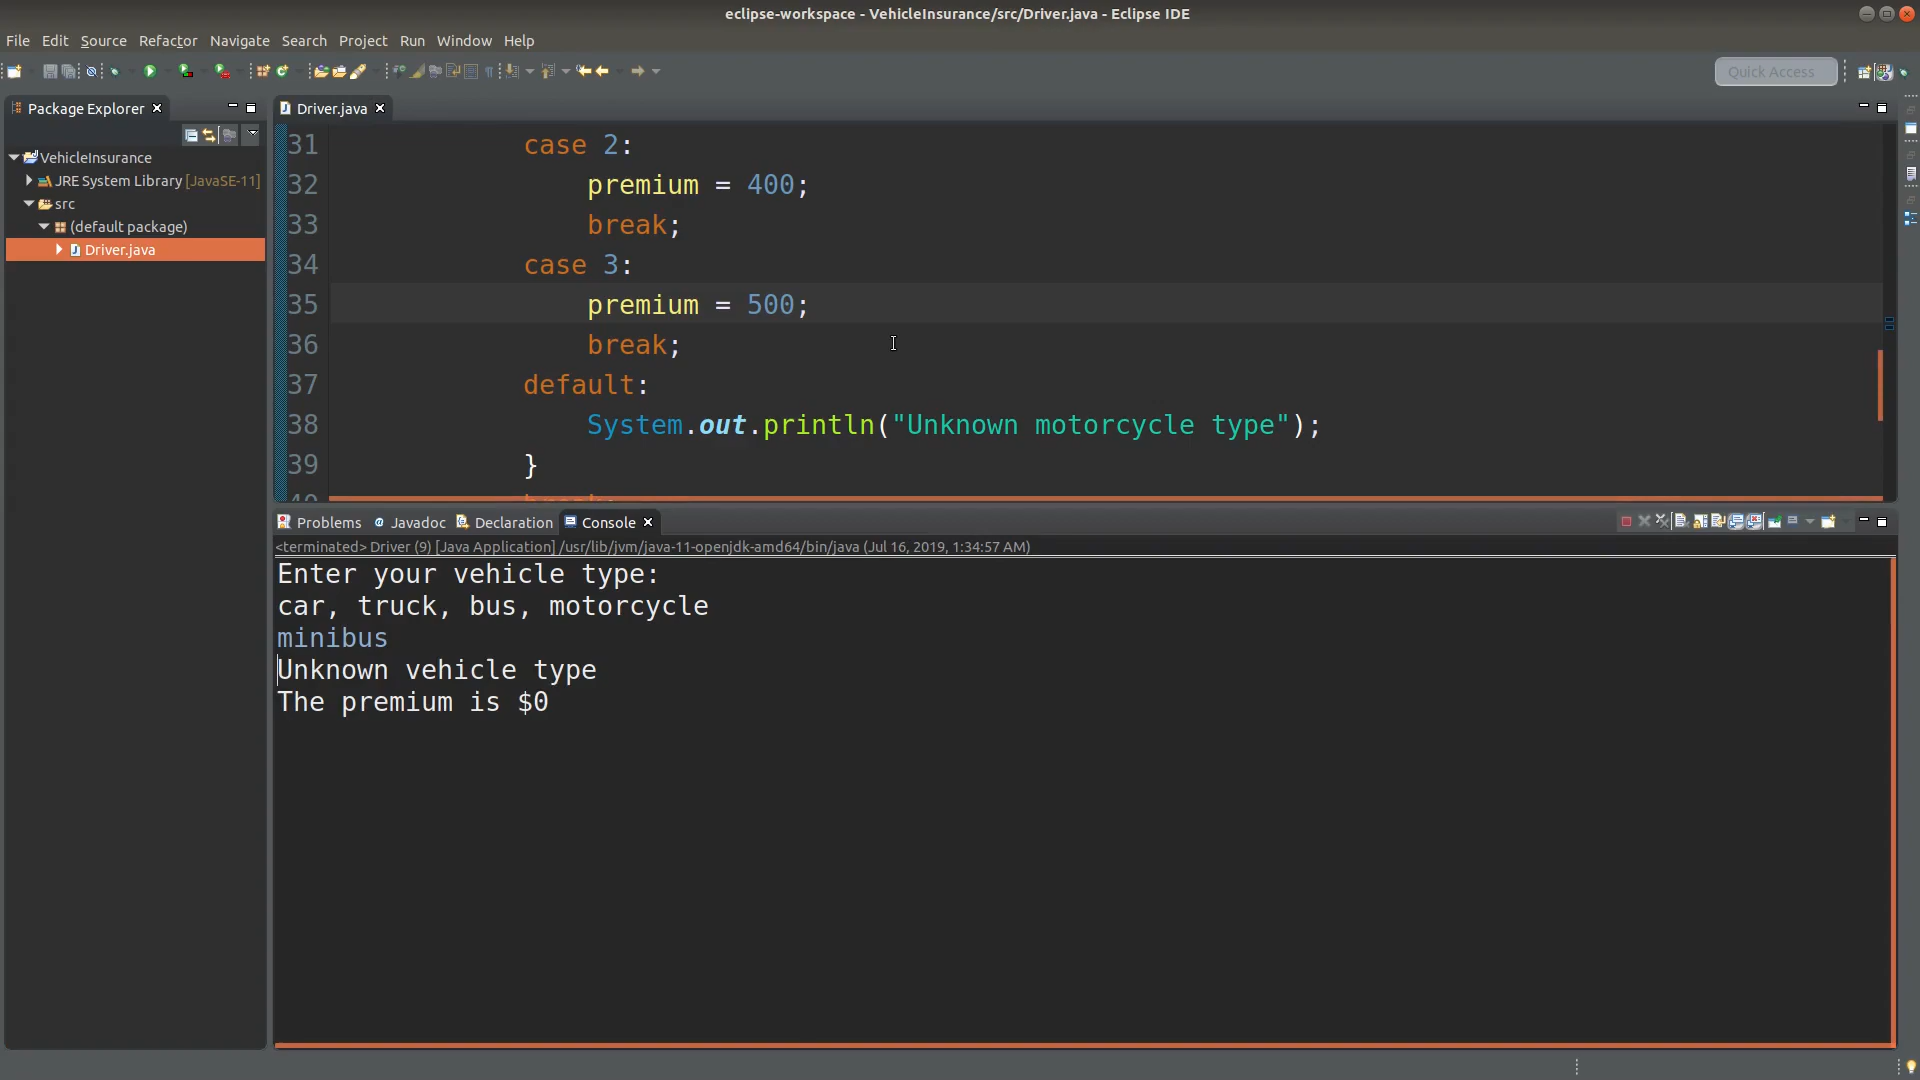 eclipse-workspace - VehicleInsurance/src/Driver.java - Eclipse IDE
File Edit Source Refactor Navigate Search Project Run Window Help
Quick Access
Package Explorer
VehicleInsurance
JRE System Library [JavaSE-11]
src
(default package)
Driver.java
Driver.java
31 case 2:
32 premium = 400;
33 break;
34 case 3:
35 premium = 500;
36 break;
37 default:
38 System.out.println("Unknown motorcycle type");
39 }
40 break;
Problems Javadoc Declaration Console
<terminated> Driver (9) [Java Application] /usr/lib/jvm/java-11-openjdk-amd64/bin/java (Jul 16, 2019, 1:34:57 AM)
Enter your vehicle type:
car, truck, bus, motorcycle
minibus
Unknown vehicle type
The premium is $0